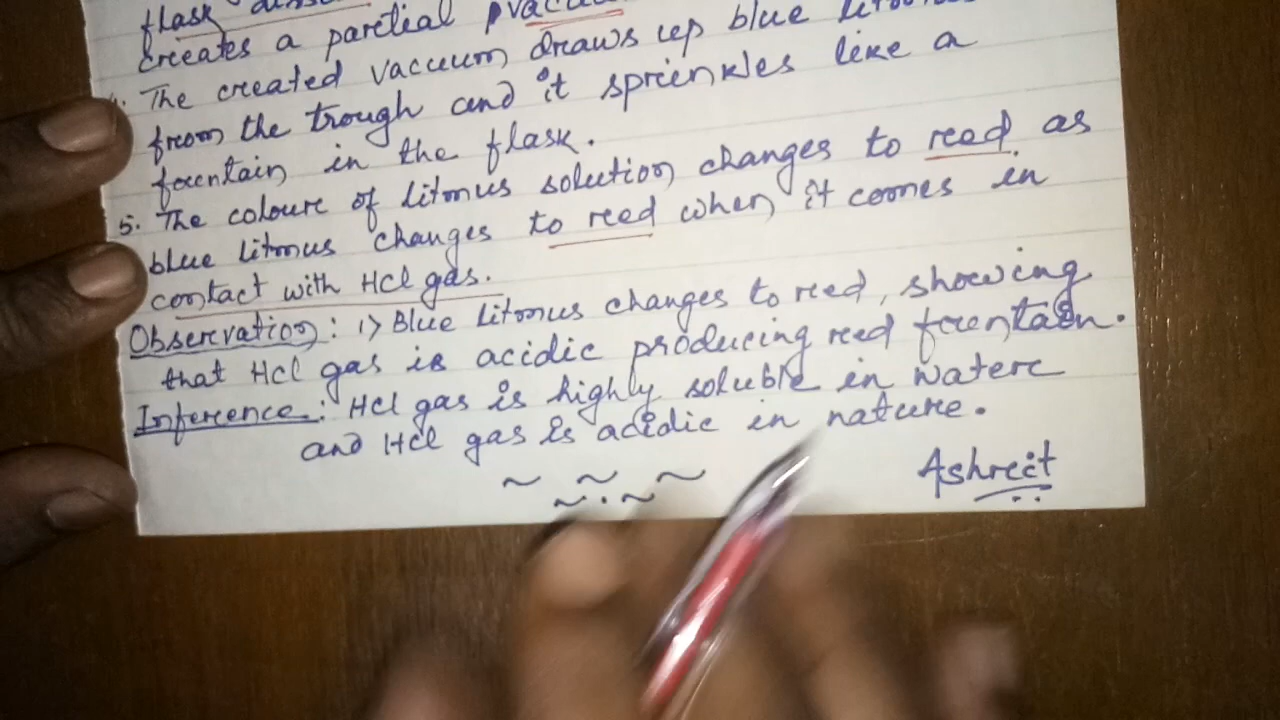 flask
creates a partial vacuum
4. The created vacuum draws up blue litmus
from the trough and it sprinkles like a
fountain in the flask.
5. The colour of litmus solution changes to red as
blue litmus changes to red when it comes in
contact with HCl gas.
Observation: 1) Blue litmus changes to red, showing
that HCl gas is acidic producing red fountain.
Inference: HCl gas is highly soluble in water
and HCl gas is acidic in nature.
Ashreet